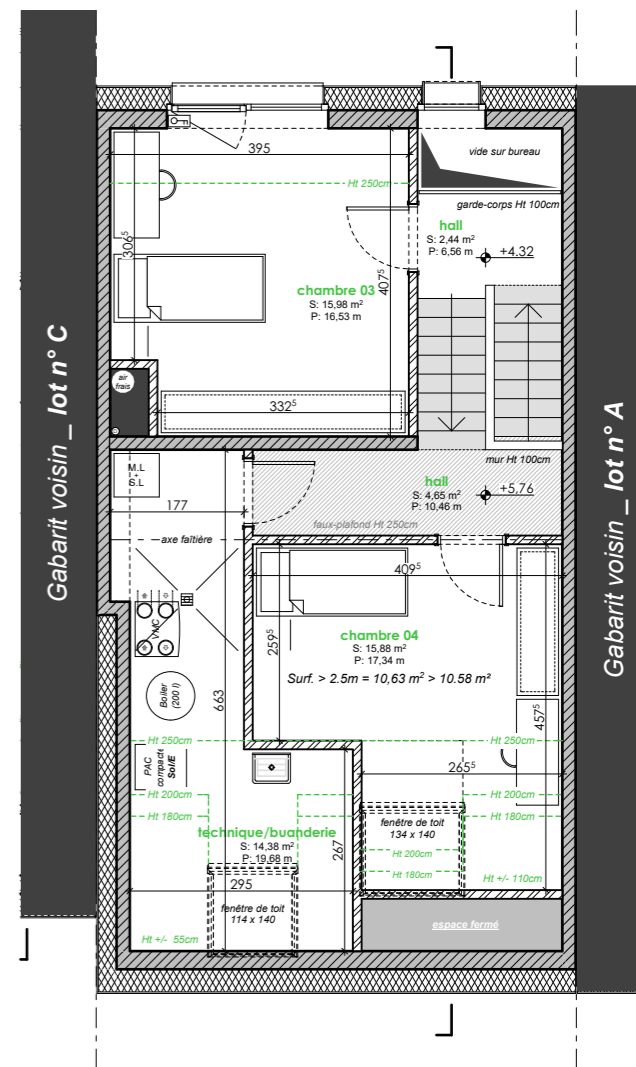 Gabarit voisin _ lot n° C
Gabarit voisin _ lot n° A
395
vide sur bureau
Ht 250cm
garde-corps Ht 100cm
hall
S: 2,44 m²
P: 6,56 m
+4.32
306⁵
407⁵
chambre 03
S: 15,98 m²
P: 16,53 m
air
frais
332⁵
mur Ht 100cm
M.L
+
S.L
177
hall
S: 4,65 m²
P: 10,46 m
+5,76
faux-plafond Ht 250cm
axe faîtière
409⁵
VMC
259⁵
chambre 04
S: 15,88 m²
P: 17,34 m
Surf. > 2.5m = 10,63 m² > 10.58 m²
Boiler
(200 l)
663
457⁵
Ht 250cm
Ht 250cm
PAC
compacte
Sol/E
265⁵
Ht 200cm
Ht 200cm
Ht 180cm
Ht 180cm
fenêtre de toit
134 x 140
technique/buanderie
S: 14,38 m²
P: 19,68 m
267
Ht 200cm
Ht 180cm
Ht +/- 110cm
295
fenêtre de toit
114 x 140
espace fermé
Ht +/- 55cm